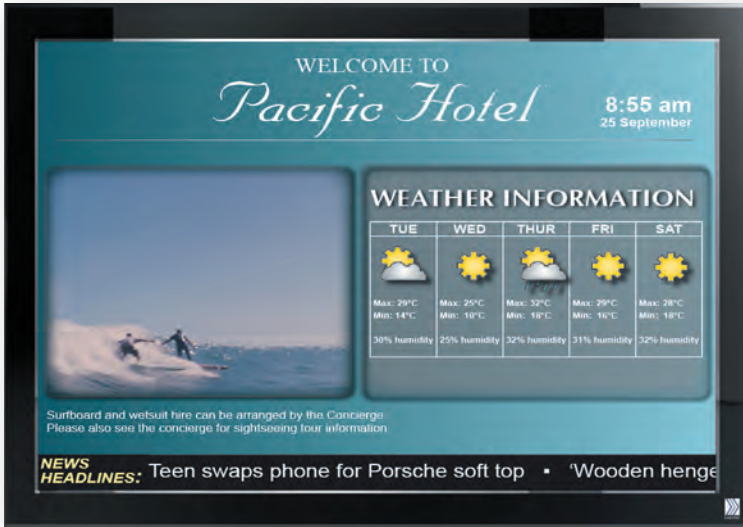 WELCOME TO
Pacific Hotel
8:55 am
25 September
WEATHER INFORMATION
TUE WED THUR FRI SAT
Max: 29°C Max: 25°C Max: 32°C Max: 29°C Max: 28°C
Min: 14°C Min: 10°C Min: 18°C Min: 16°C Min: 18°C
30% humidity 25% humidity 32% humidity 31% humidity 32% humidity
Surfboard and wetsuit hire can be arranged by the Concierge.
Please also see the concierge for sightseeing tour information
NEWS
HEADLINES: Teen swaps phone for Porsche soft top ▪ ‘Wooden henge